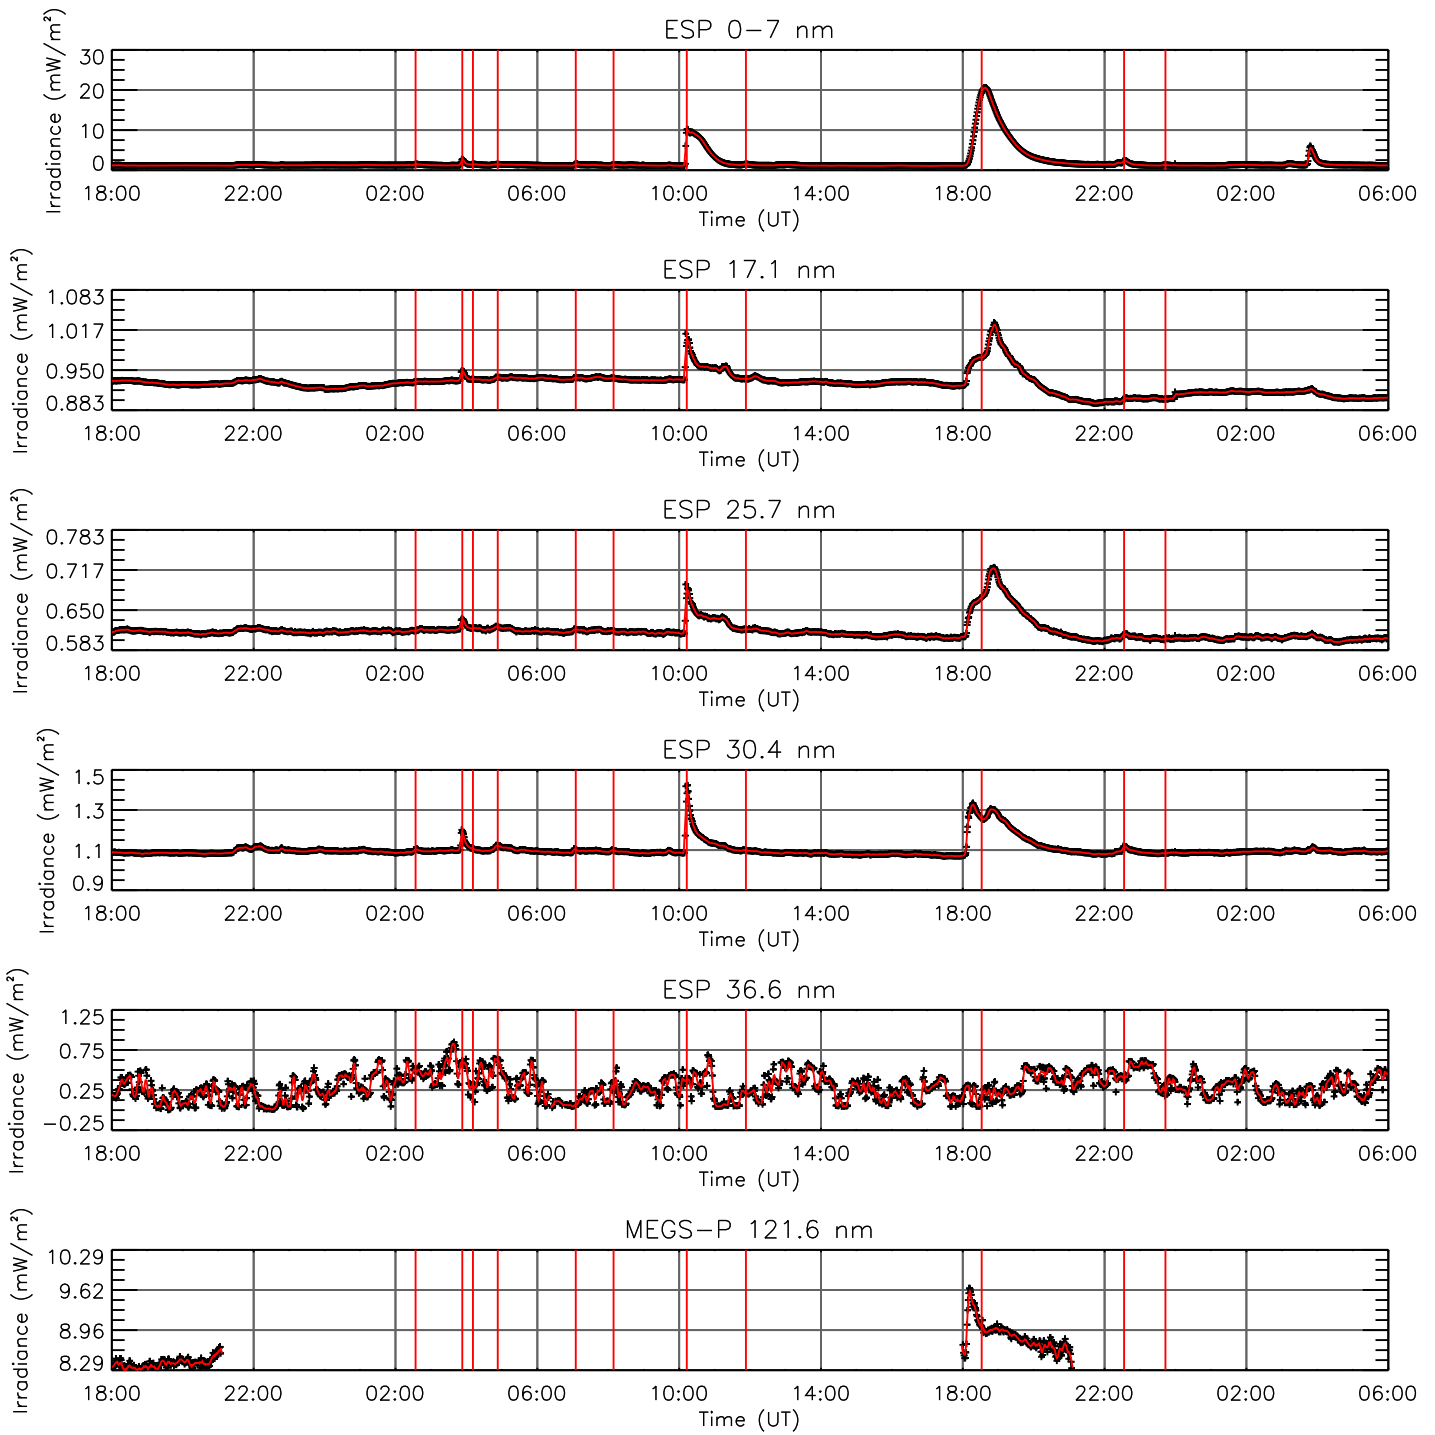 ESP 0−7 nm
Irradiance (mW/m²)
30
20
10
0
18:00 22:00 02:00 06:00 10:00 14:00 18:00 22:00 02:00 06:00
Time (UT)
ESP 17.1 nm
Irradiance (mW/m²)
1.083
1.017
0.950
0.883
18:00 22:00 02:00 06:00 10:00 14:00 18:00 22:00 02:00 06:00
Time (UT)
ESP 25.7 nm
Irradiance (mW/m²)
0.783
0.717
0.650
0.583
18:00 22:00 02:00 06:00 10:00 14:00 18:00 22:00 02:00 06:00
Time (UT)
ESP 30.4 nm
Irradiance (mW/m²)
1.5
1.3
1.1
0.9
18:00 22:00 02:00 06:00 10:00 14:00 18:00 22:00 02:00 06:00
Time (UT)
ESP 36.6 nm
Irradiance (mW/m²)
1.25
0.75
0.25
−0.25
18:00 22:00 02:00 06:00 10:00 14:00 18:00 22:00 02:00 06:00
Time (UT)
MEGS−P 121.6 nm
Irradiance (mW/m²)
10.29
9.62
8.96
8.29
18:00 22:00 02:00 06:00 10:00 14:00 18:00 22:00 02:00 06:00
Time (UT)